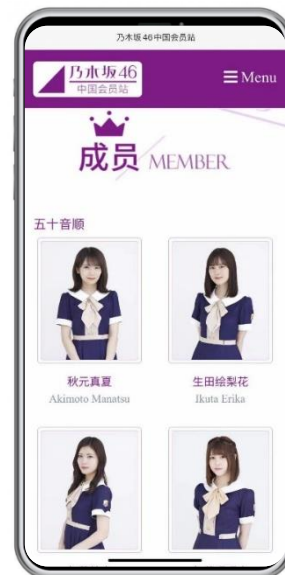 乃木坂46中国会员站
乃木坂46
中国会员站
Menu
成员 MEMBER
五十音順
秋元真夏
Akimoto Manatsu
生田绘梨花
Ikuta Erika